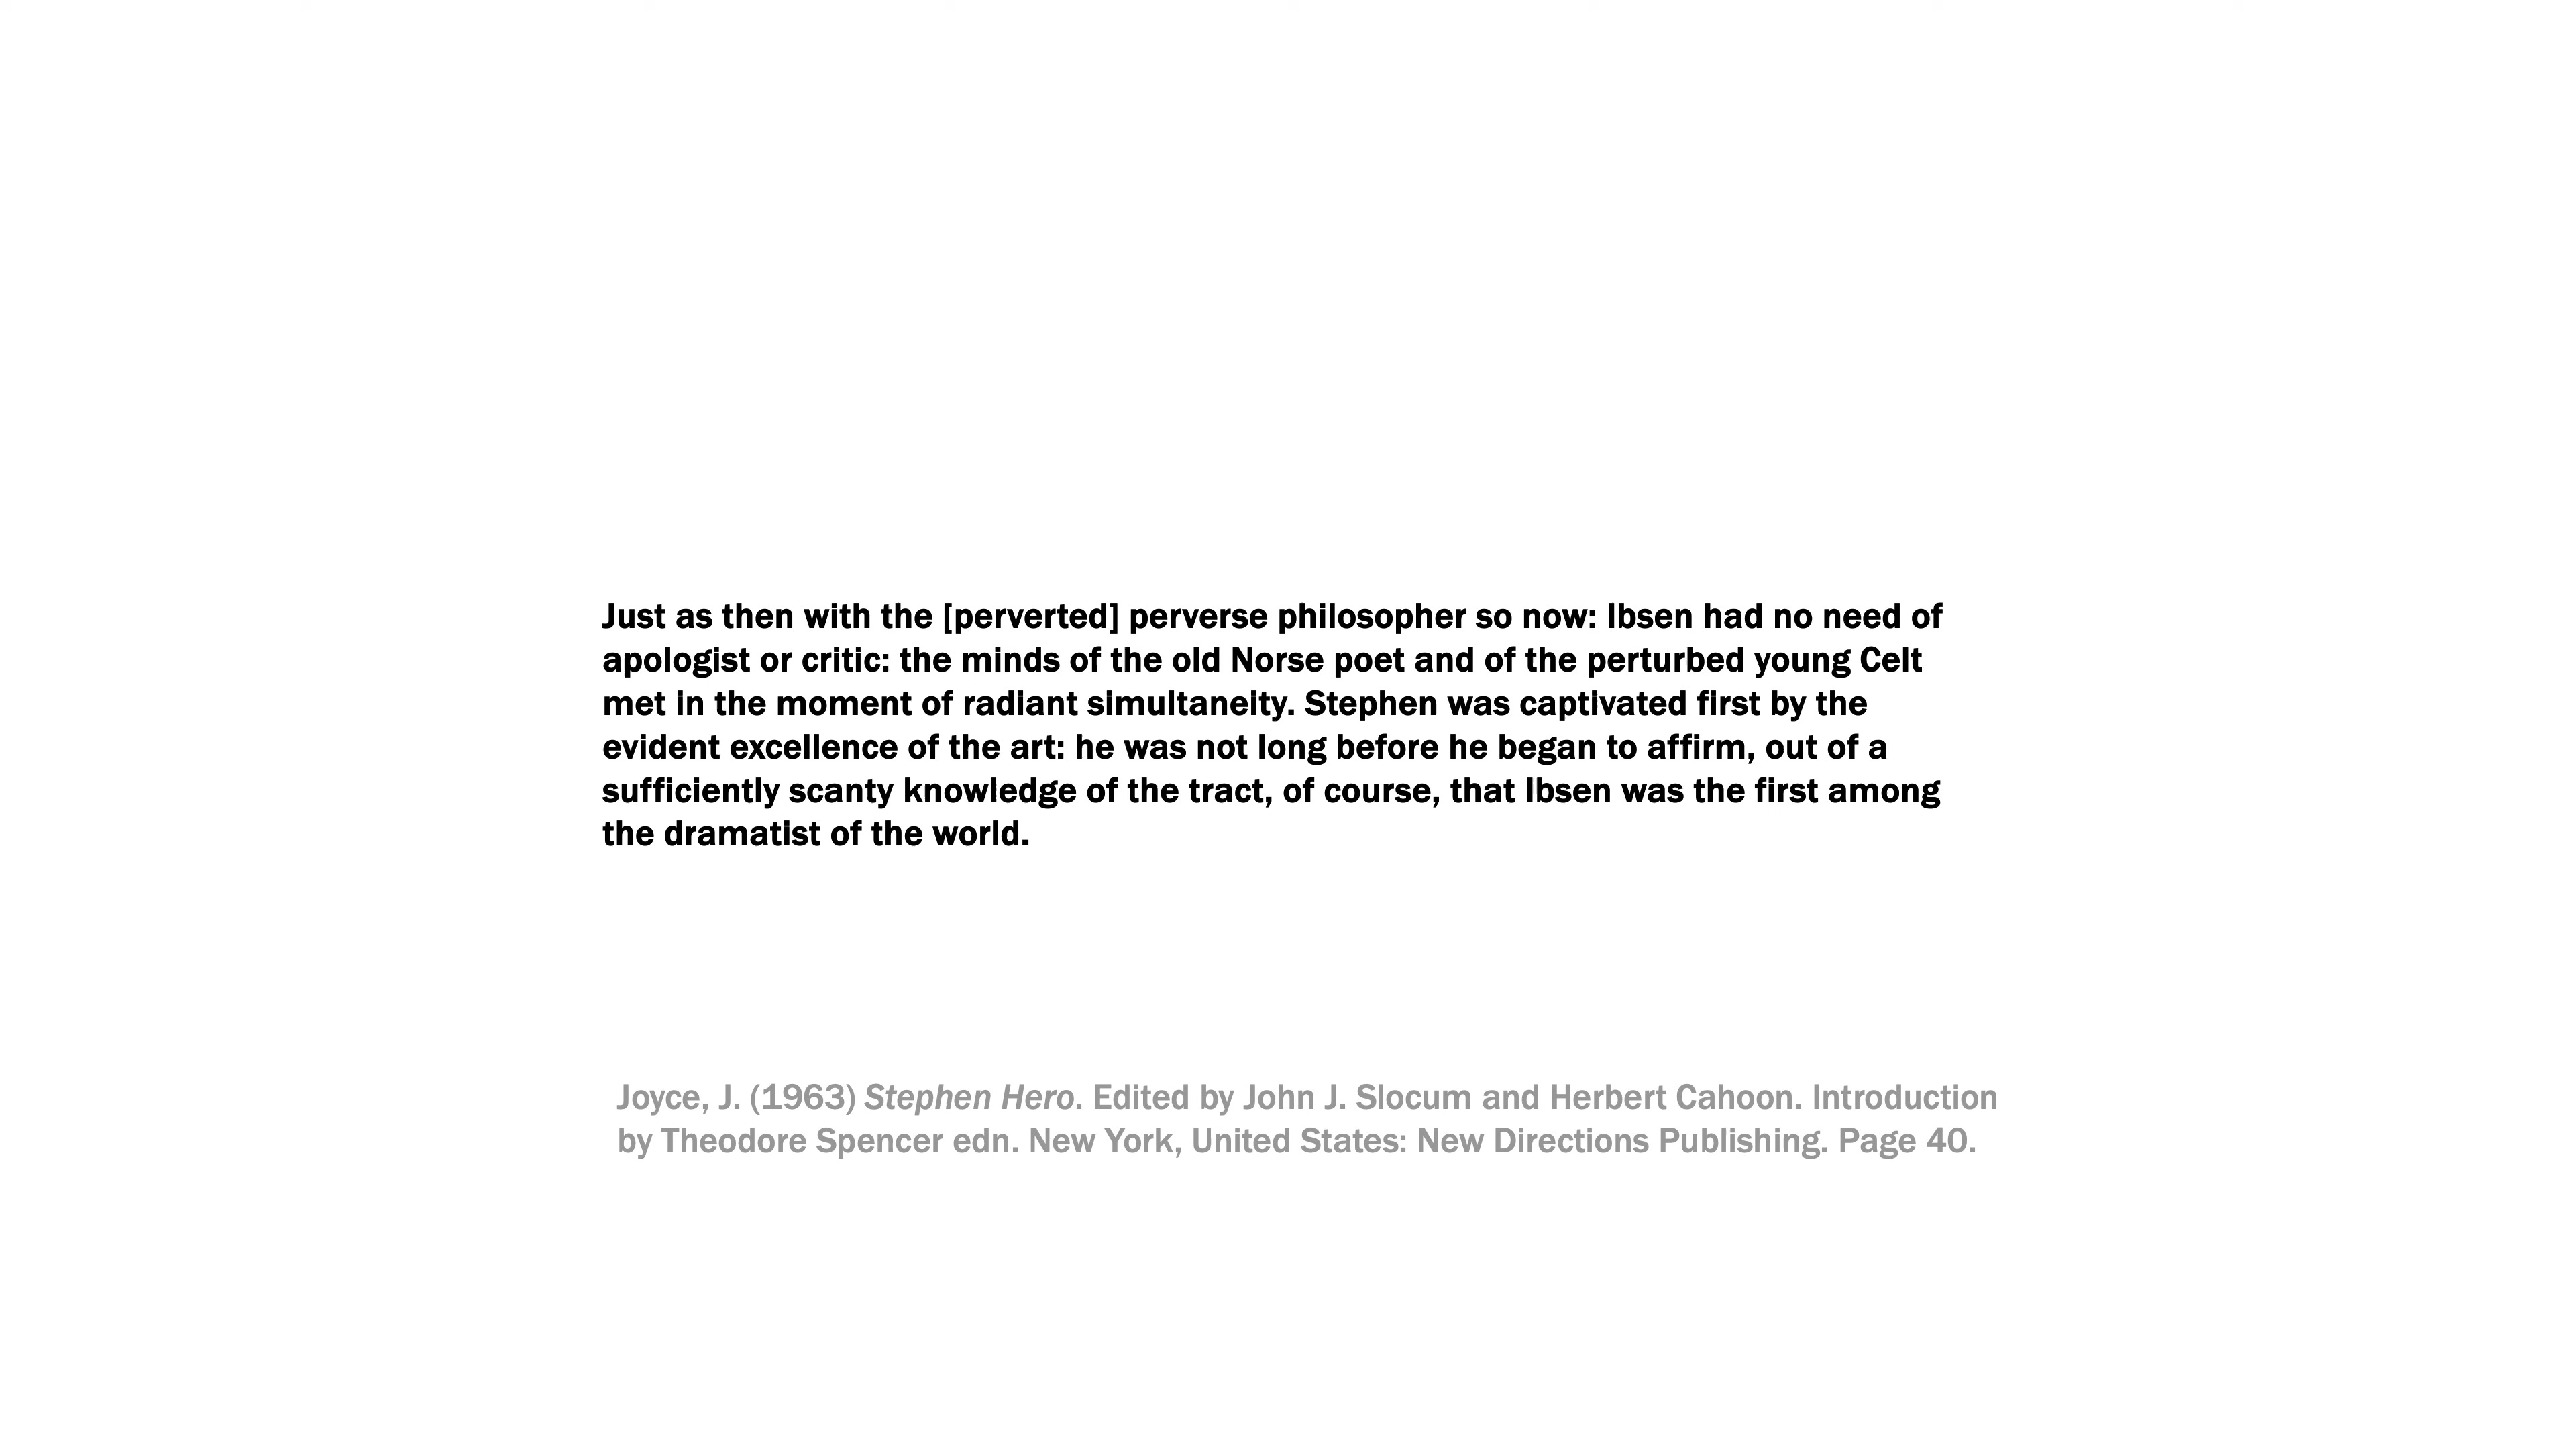 Just as then with the [perverted] perverse philosopher so now: Ibsen had no need of
apologist or critic: the minds of the old Norse poet and of the perturbed young Celt
met in the moment of radiant simultaneity. Stephen was captivated first by the
evident excellence of the art: he was not long before he began to affirm, out of a
sufficiently scanty knowledge of the tract, of course, that Ibsen was the first among
the dramatist of the world.
Joyce, J. (1963) Stephen Hero. Edited by John J. Slocum and Herbert Cahoon. Introduction
by Theodore Spencer edn. New York, United States: New Directions Publishing. Page 40.